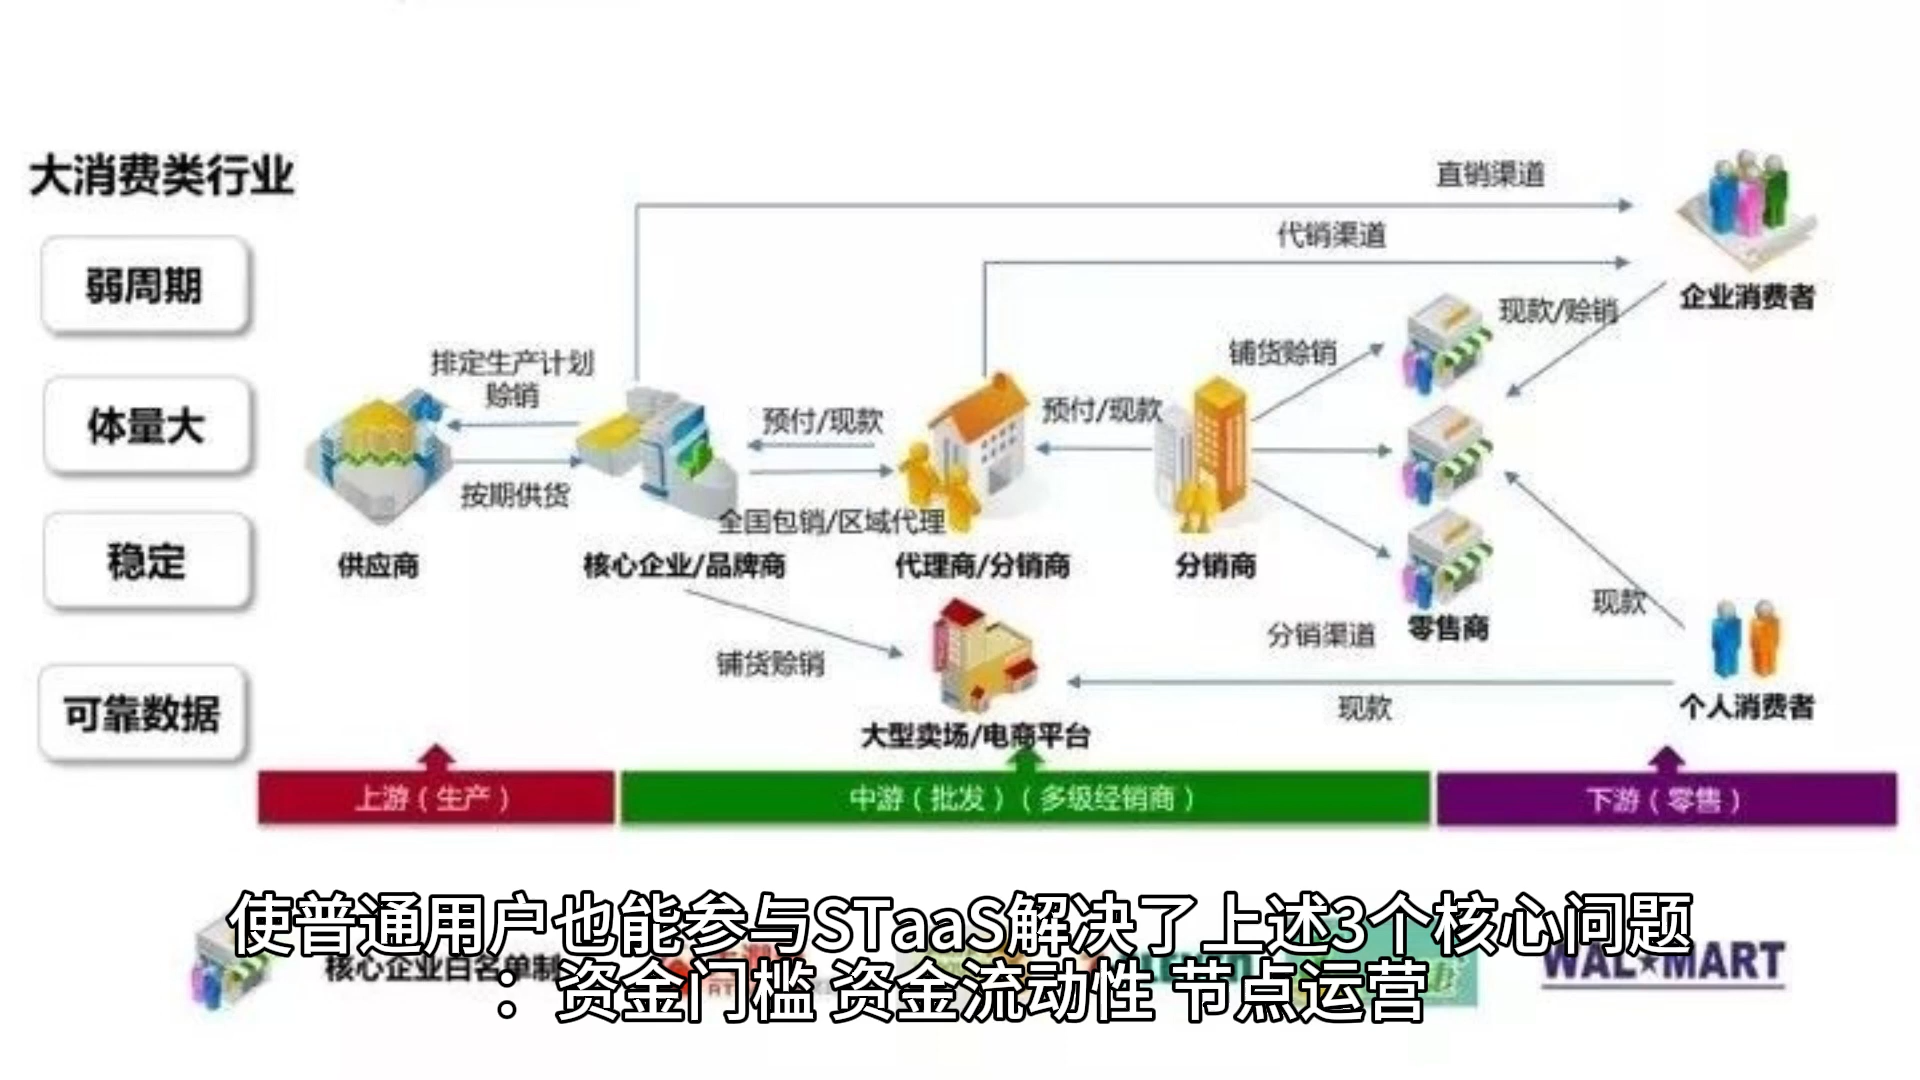 大消费类行业
弱周期
体量大
稳定
可靠数据
直销渠道
代销渠道
企业消费者
现款/赊销
铺货赊销
排定生产计划
赊销
预付/现款
预付/现款
按期供货
全国包销/区域代理
供应商
核心企业/品牌商
代理商/分销商
分销商
零售商
现款
分销渠道
铺货赊销
现款
个人消费者
大型卖场/电商平台
上游（生产）
中游（批发）（多级经销商）
下游（零售）
使普通用户也能参与STaaS解决了上述3个核心问题
：资金门槛 资金流动性 节点运营
核心企业白名单制
WAL★MART